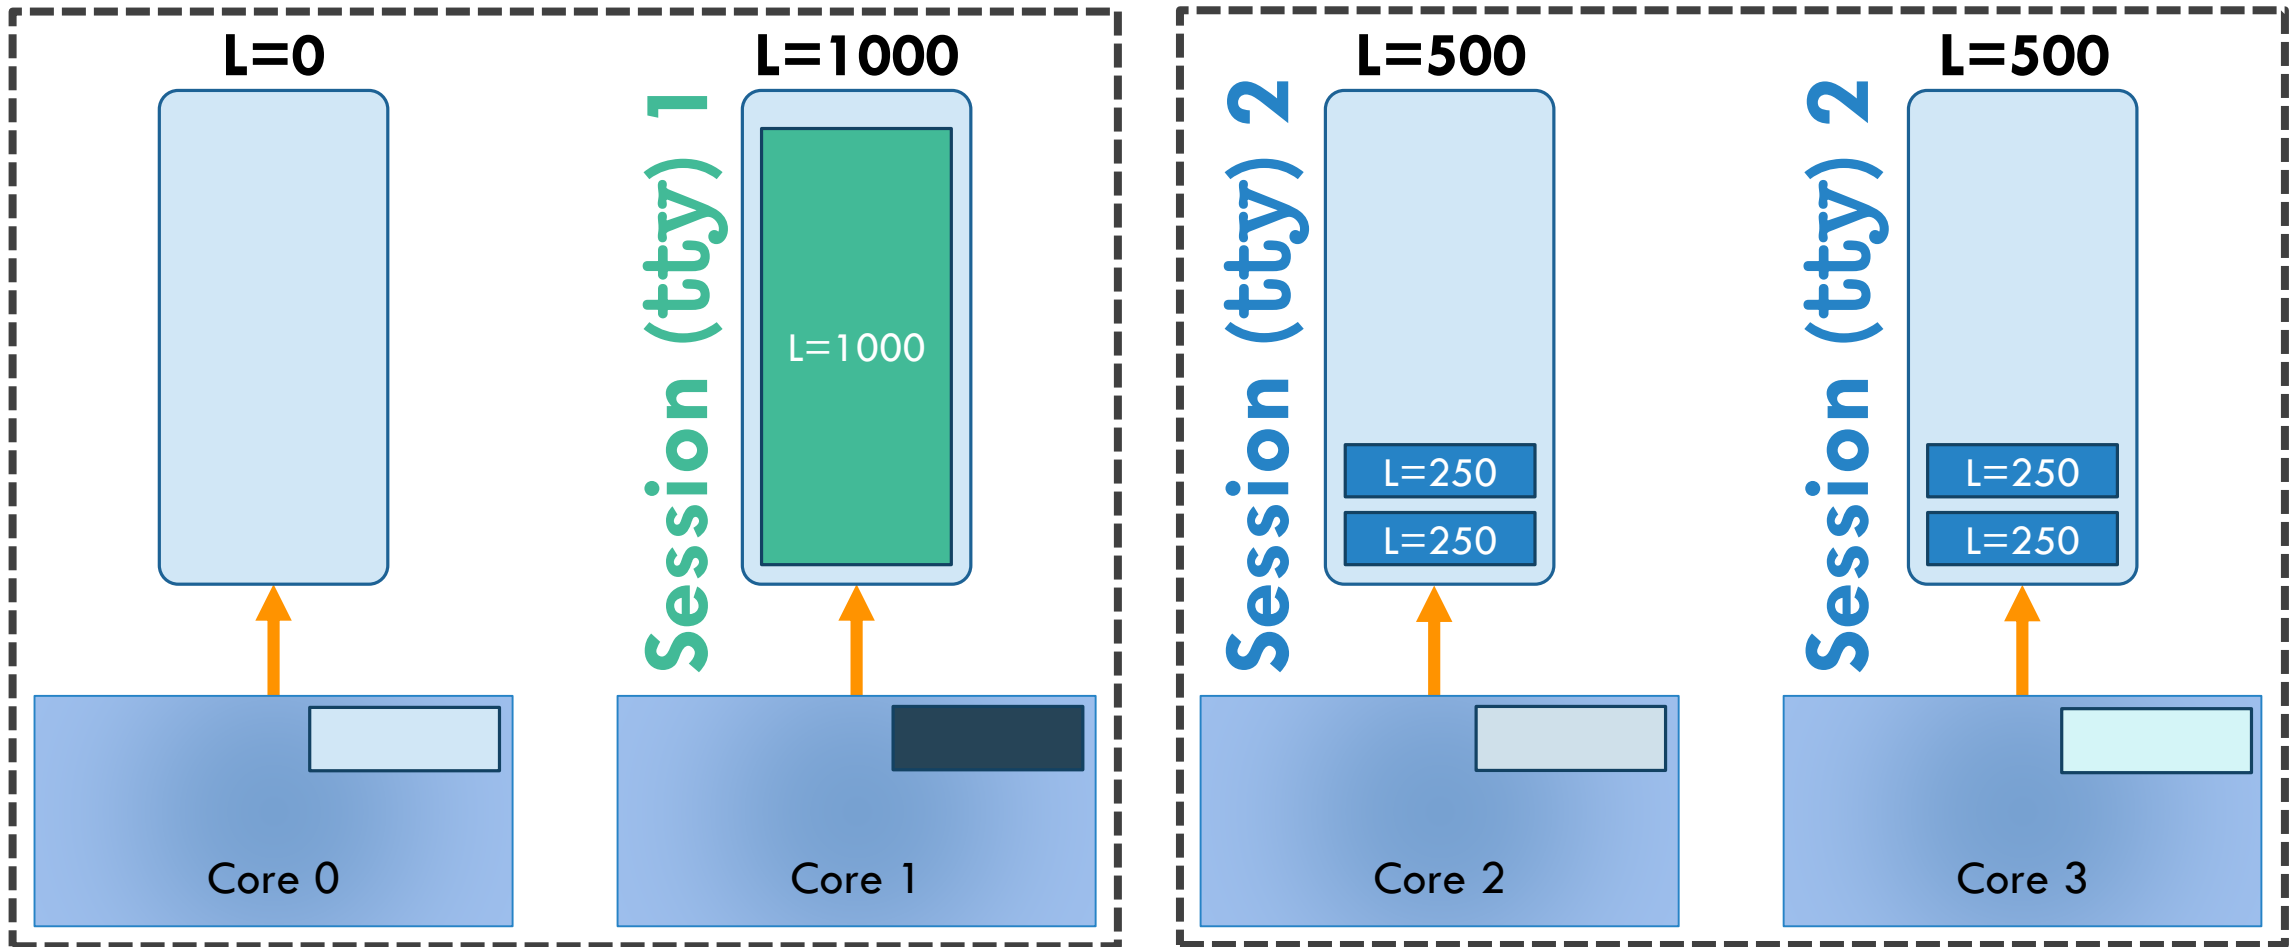 L=0
L=1000
Session (tty) 1
L=1000
L=500
Session (tty) 2
L=250
L=250
L=500
Session (tty) 2
L=250
L=250
Core 0
Core 1
Core 2
Core 3